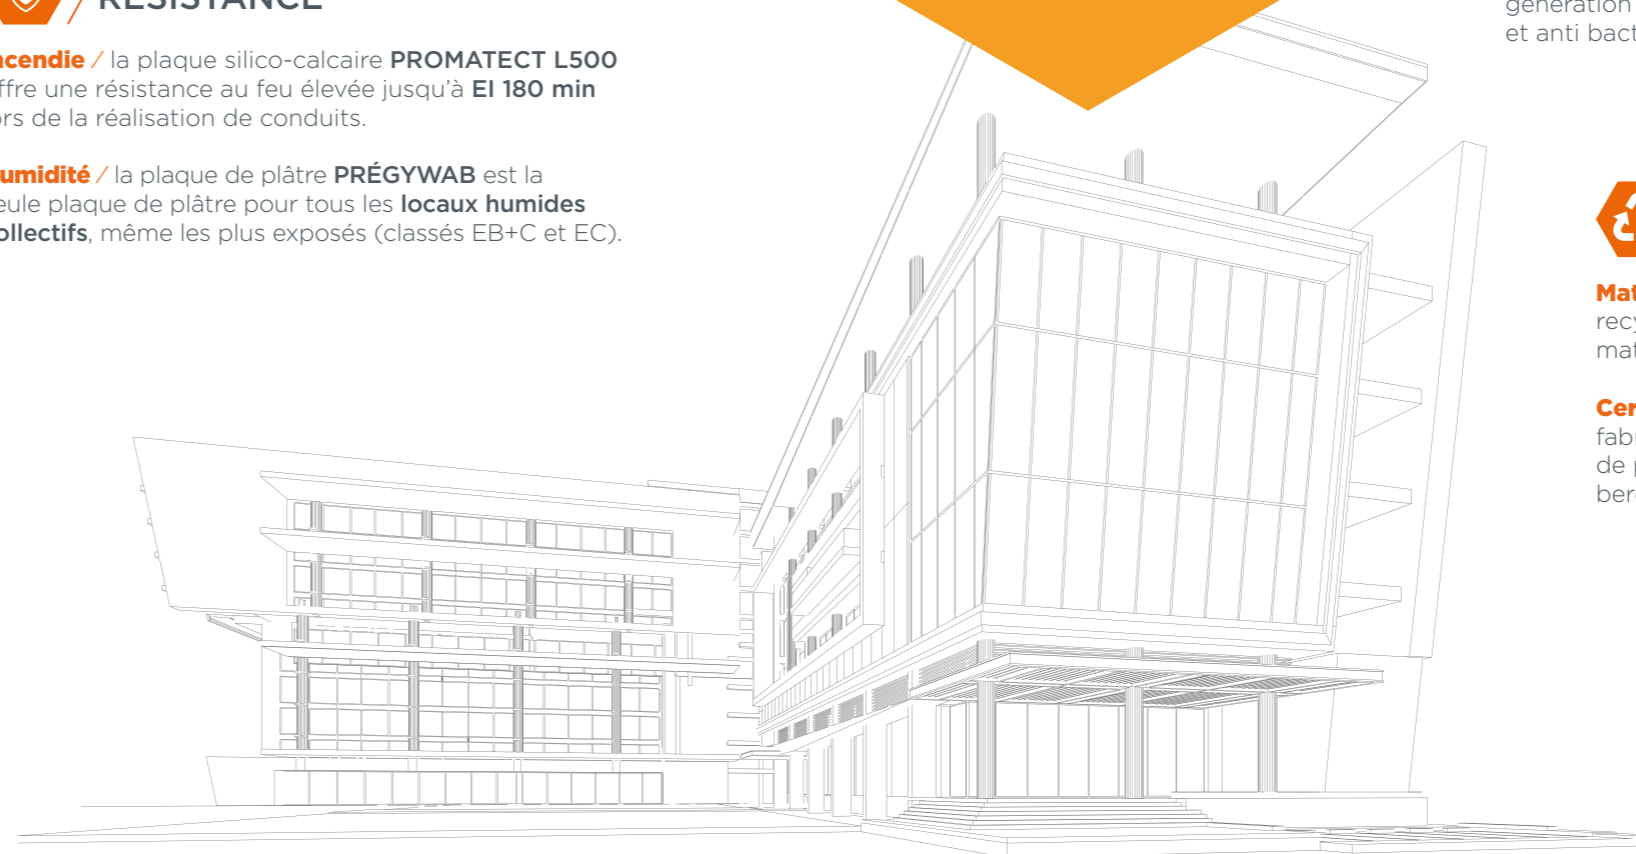 RÉSISTANCE
ncendie / la plaque silico-calcaire PROMATECT L500
ffre une résistance au feu élevée jusqu'à EI 180 min
ors de la réalisation de conduits.
umidité / la plaque de plâtre PRÉGYWAB est la
eule plaque de plâtre pour tous les locaux humides
ollectifs, même les plus exposés (classés EB+C et EC).
génération
et anti bact
Mat
recy
mat
Cer
fabr
de p
ber